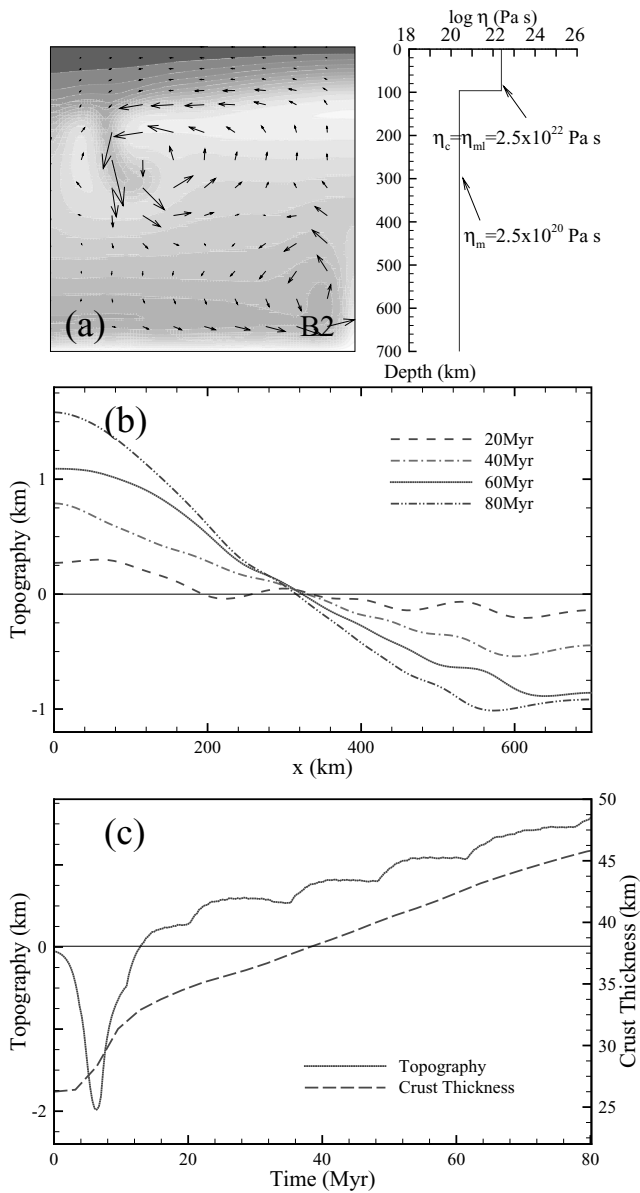 log η (Pa s)
18 20 22 24 26
0
100
200
300
400
500
600
700
η_c=η_ml=2.5x10^22 Pa s
η_m=2.5x10^20 Pa s
(a)
B2
Depth (km)
(b)
20Myr
40Myr
60Myr
80Myr
1
0
-1
Topography (km)
0 200 400 600
x (km)
(c)
50
45
40
35
30
25
0
-2
Topography (km)
Crust Thickness (km)
Topography
Crust Thickness
0 20 40 60 80
Time (Myr)